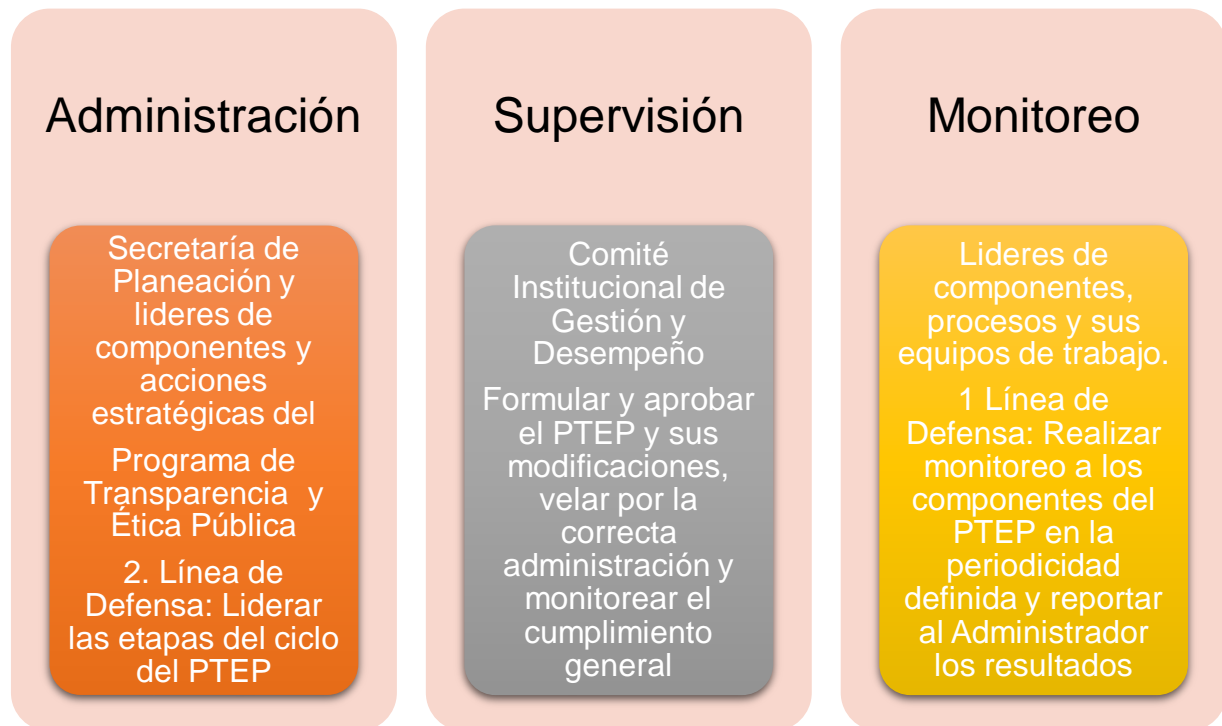 Administración
Secretaría de
Planeación y
lideres de
componentes y
acciones
estratégicas del
Programa de
Transparencia y
Ética Pública
2. Línea de
Defensa: Liderar
las etapas del ciclo
del PTEP
Supervisión
Comité
Institucional de
Gestión y
Desempeño
Formular y aprobar
el PTEP y sus
modificaciones,
velar por la
correcta
administración y
monitorear el
cumplimiento
general
Monitoreo
Lideres de
componentes,
procesos y sus
equipos de trabajo.
1 Línea de
Defensa: Realizar
monitoreo a los
componentes del
PTEP en la
periodicidad
definida y reportar
al Administrador
los resultados